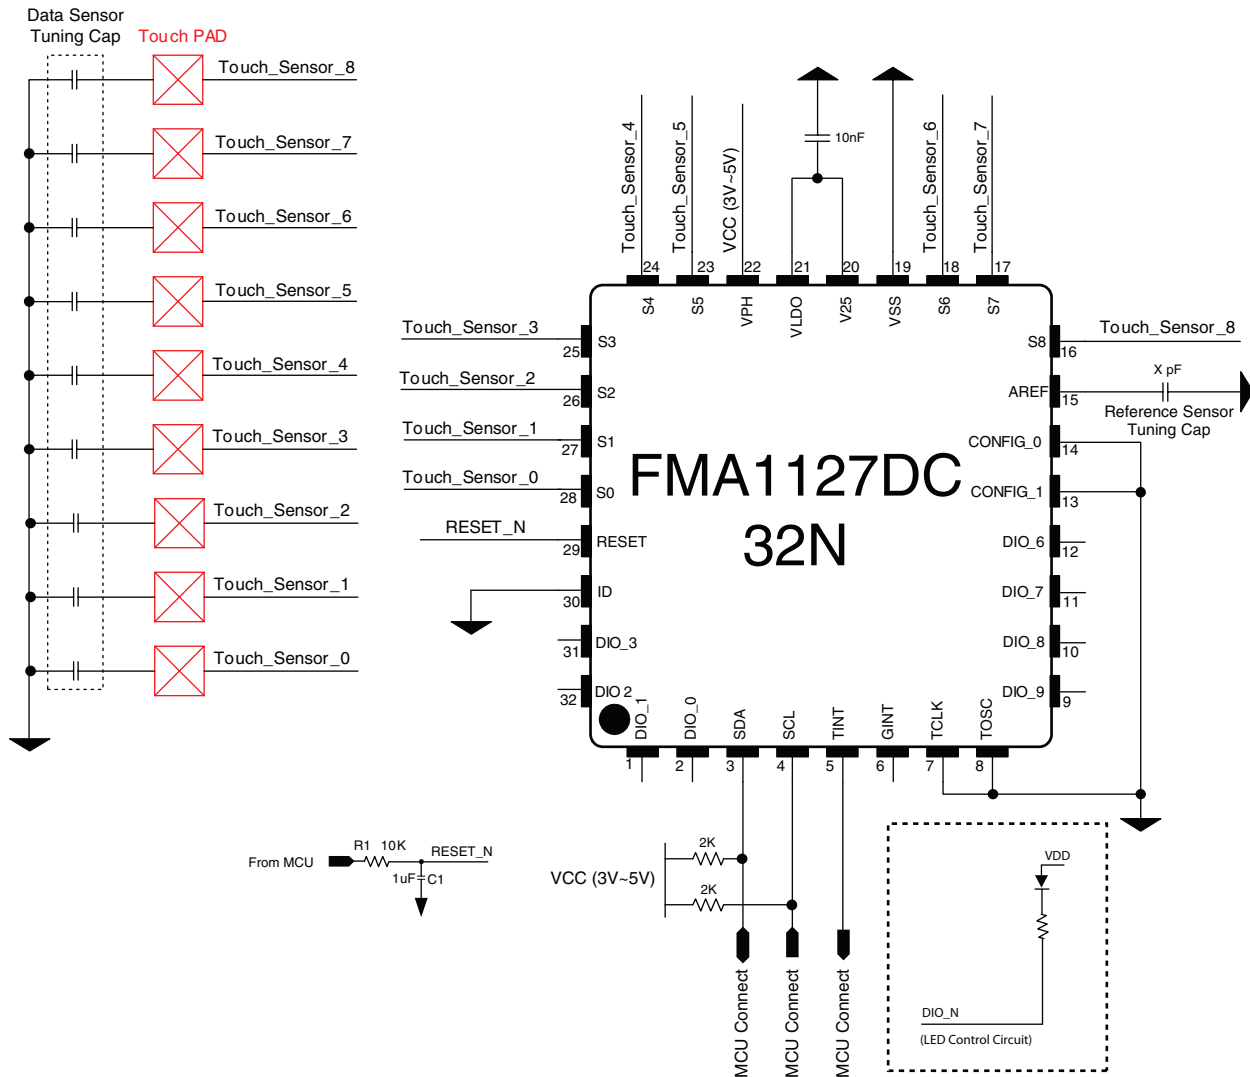 Data Sensor
Tuning Cap
Touch PAD
Touch_Sensor_8
Touch_Sensor_7
Touch_Sensor_6
Touch_Sensor_5
Touch_Sensor_4
Touch_Sensor_3
Touch_Sensor_2
Touch_Sensor_1
Touch_Sensor_0
Touch_Sensor_4
Touch_Sensor_5
VCC (3V~5V)
10nF
Touch_Sensor_6
Touch_Sensor_7
24 23 22 21 20 19 18 17
S4 S5 VPH VLDO V25 VSS S6 S7
Touch_Sensor_3
25 S3
Touch_Sensor_2
26 S2
Touch_Sensor_1
27 S1
Touch_Sensor_0
28 S0
RESET_N
29 RESET
30 ID
31 DIO_3
32 DIO 2
FMA1127DC
32N
S8 16
Touch_Sensor_8
AREF 15
X pF
Reference Sensor
Tuning Cap
CONFIG_0 14
CONFIG_1 13
DIO_6 12
DIO_7 11
DIO_8 10
DIO_9 9
DIO_1 DIO_0 SDA SCL TINT GINT TCLK TOSC
1 2 3 4 5 6 7 8
From MCU
R1 10K
RESET_N
1uF C1
VCC (3V~5V)
2K
2K
MCU Connect
MCU Connect
MCU Connect
VDD
DIO_N
(LED Control Circuit)